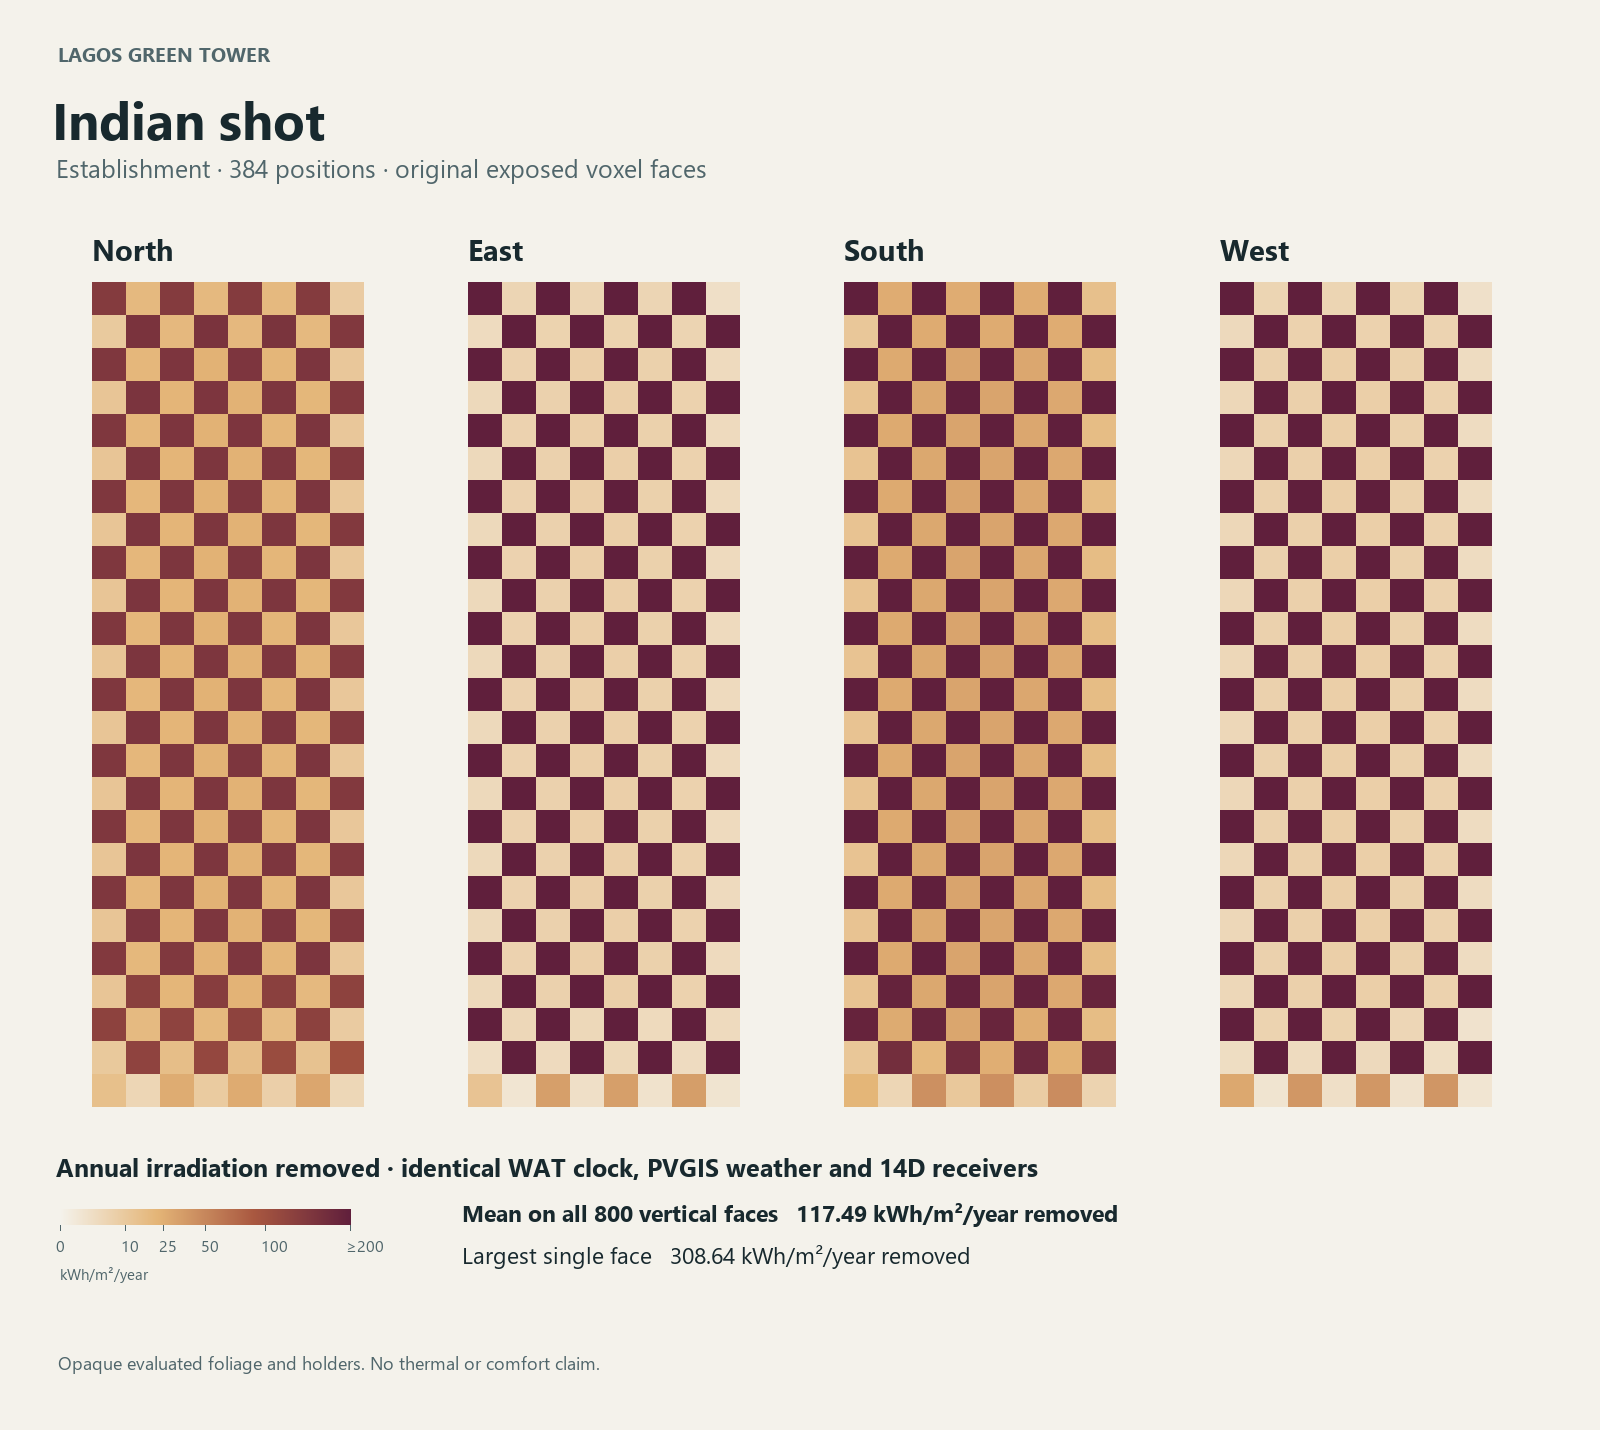 LAGOS GREEN TOWER
Indian shot
Establishment · 384 positions · original exposed voxel faces
North East South West
Annual irradiation removed · identical WAT clock, PVGIS weather and 14D receivers
Mean on all 800 vertical faces 117.49 kWh/m²/year removed
0 10 25 50 100 ≥200
Largest single face 308.64 kWh/m²/year removed
kWh/m²/year
Opaque evaluated foliage and holders. No thermal or comfort claim.